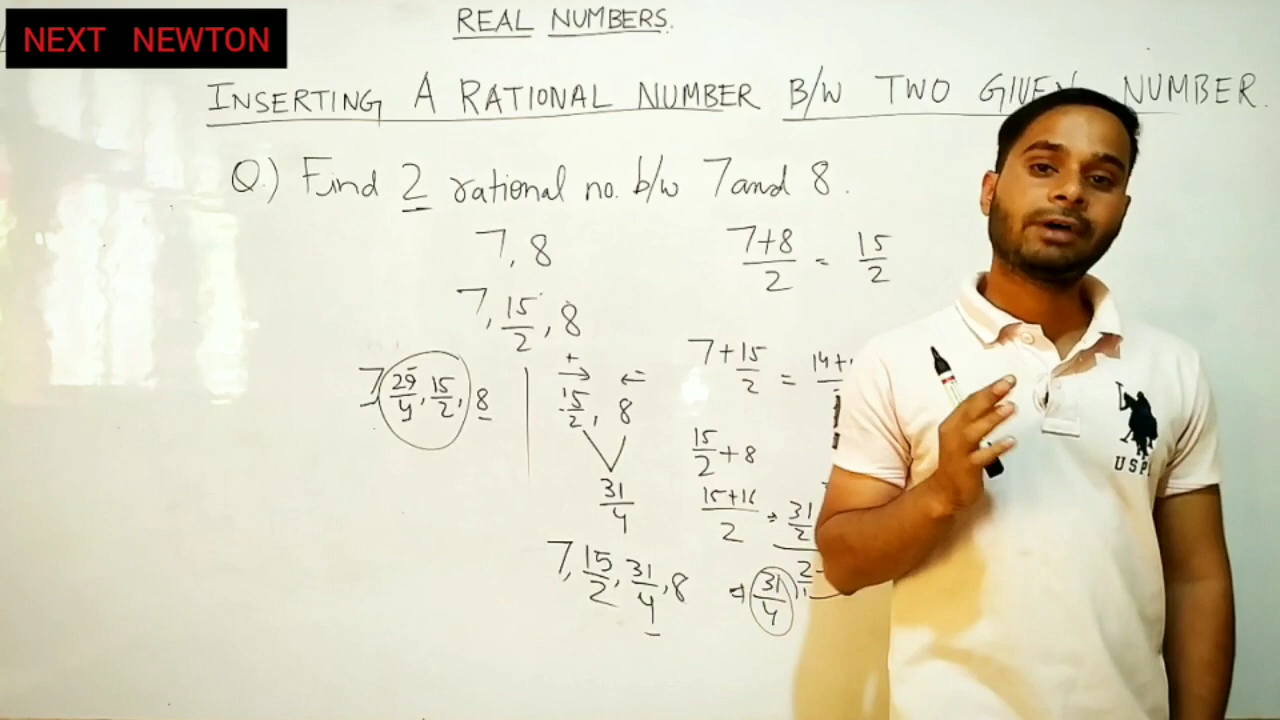 NEXT NEWTON
REAL NUMBERS.
INSERTING A RATIONAL NUMBER B/W TWO GIVEN NUMBER.
Q.) Find 2 rational no. b/w 7 and 8.
7, 8
7+8/2 = 15/2
7, 15/2, 8
7 29/4, 15/2, 8
+
15/2, 8
31/4
7, 15/2, 31/4, 8
7+15/2 = 14+
15/2+8
15+16/2 → 31/2
2
31/4
USP